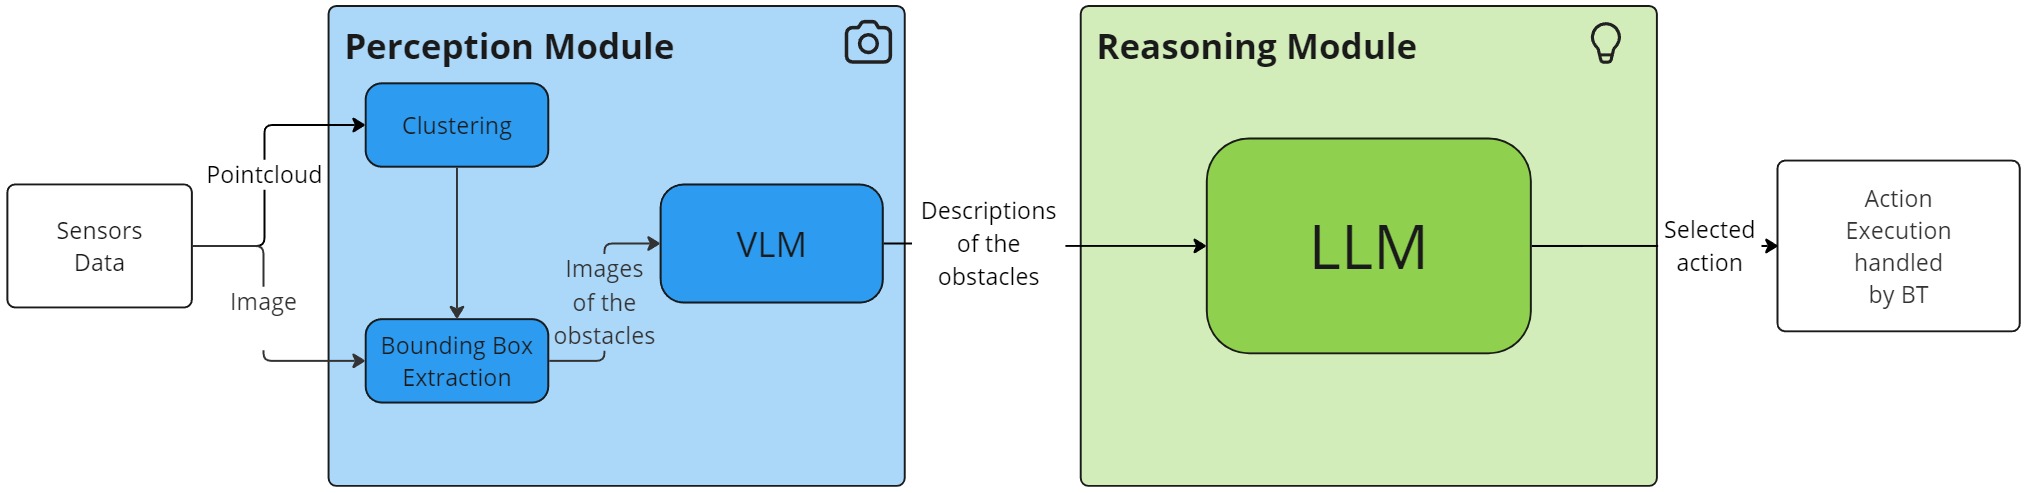 Perception Module
Reasoning Module
Sensors
Data
Pointcloud
Image
Clustering
Bounding Box
Extraction
Images
of the
obstacles
VLM
Descriptions
of the
obstacles
LLM
Selected
action
Action
Execution
handled
by BT